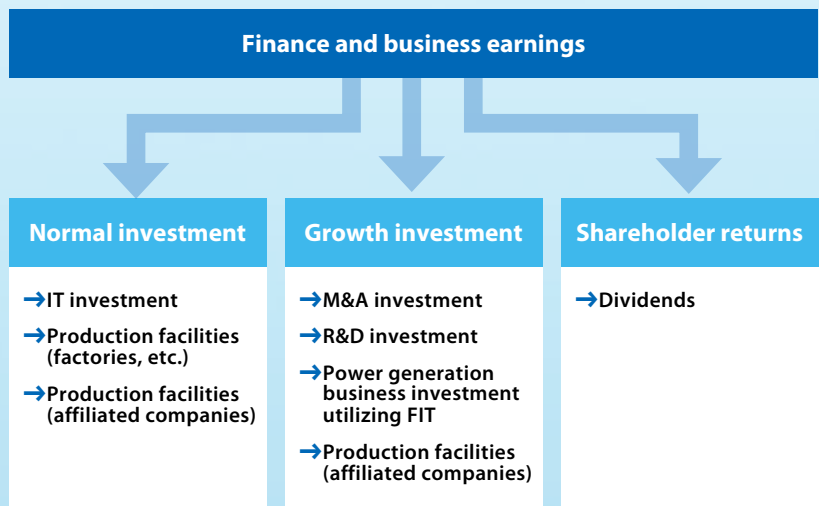 Finance and business earnings
Normal investment
→IT investment
→Production facilities
(factories, etc.)
→Production facilities
(affiliated companies)
Growth investment
→M&A investment
→R&D investment
→Power generation
business investment
utilizing FIT
→Production facilities
(affiliated companies)
Shareholder returns
→Dividends